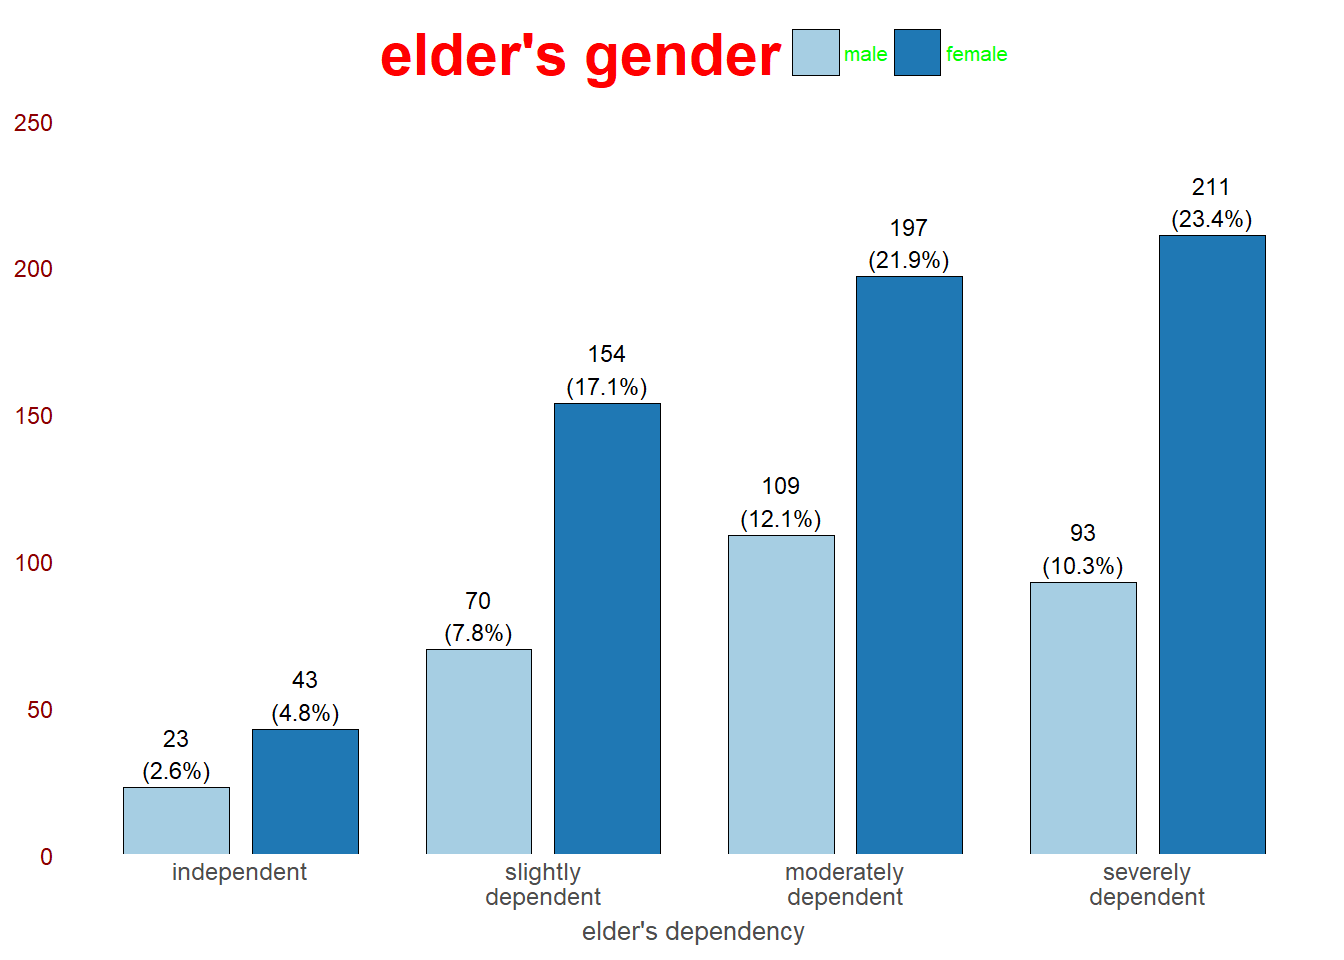 elder's gender male female
250
200
150
100
50
0
23
(2.6%)
43
(4.8%)
70
(7.8%)
154
(17.1%)
109
(12.1%)
197
(21.9%)
93
(10.3%)
211
(23.4%)
independent
slightly
dependent
moderately
dependent
severely
dependent
elder's dependency